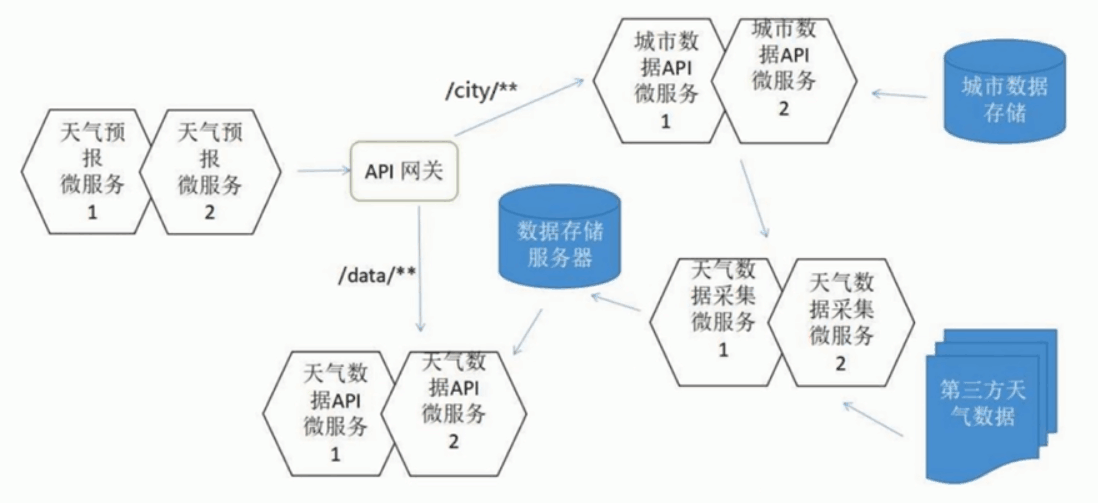 天气预
报
微服务
1
天气预
报
微服务
2
API 网关
/city/**
/data/**
城市数
据API
微服务
1
城市数
据API
微服务
2
城市数据
存储
数据存储
服务器
天气数
据采集
微服务
1
天气数
据采集
微服务
2
第三方天
气数据
天气数
据API
微服务
1
天气数
据API
微服务
2